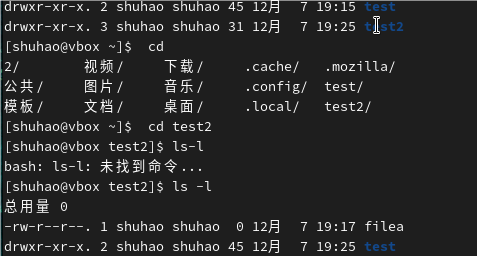 drwxr-xr-x. 2 shuhao shuhao 45 12月  7 19:15 test
drwxr-xr-x. 3 shuhao shuhao 31 12月  7 19:25 test2
[shuhao@vbox ~]$  cd
2/      视频/    下载/    .cache/   .mozilla/
公共/    图片/    音乐/    .config/  test/
模板/    文档/    桌面/    .local/   test2/
[shuhao@vbox ~]$  cd test2
[shuhao@vbox test2]$ ls-l
bash: ls-l: 未找到命令...
[shuhao@vbox test2]$ ls -l
总用量 0
-rw-r--r--. 1 shuhao shuhao  0 12月  7 19:17 filea
drwxr-xr-x. 2 shuhao shuhao 45 12月  7 19:25 test